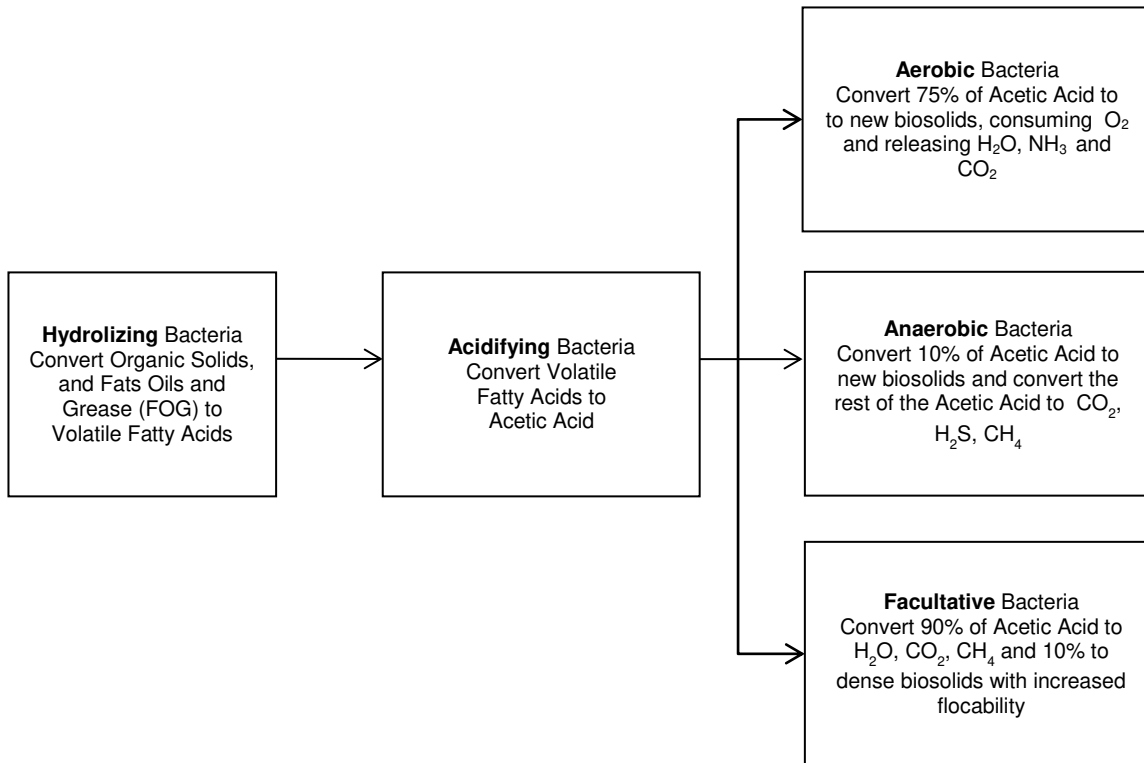 Hydrolizing Bacteria
Convert Organic Solids,
and Fats Oils and
Grease (FOG) to
Volatile Fatty Acids
Acidifying Bacteria
Convert Volatile
Fatty Acids to
Acetic Acid
Aerobic Bacteria
Convert 75% of Acetic Acid to
to new biosolids, consuming O₂
and releasing H₂O, NH₃ and
CO₂
Anaerobic Bacteria
Convert 10% of Acetic Acid to
new biosolids and convert the
rest of the Acetic Acid to CO₂,
H₂S, CH₄
Facultative Bacteria
Convert 90% of Acetic Acid to
H₂O, CO₂, CH₄ and 10% to
dense biosolids with increased
flocability